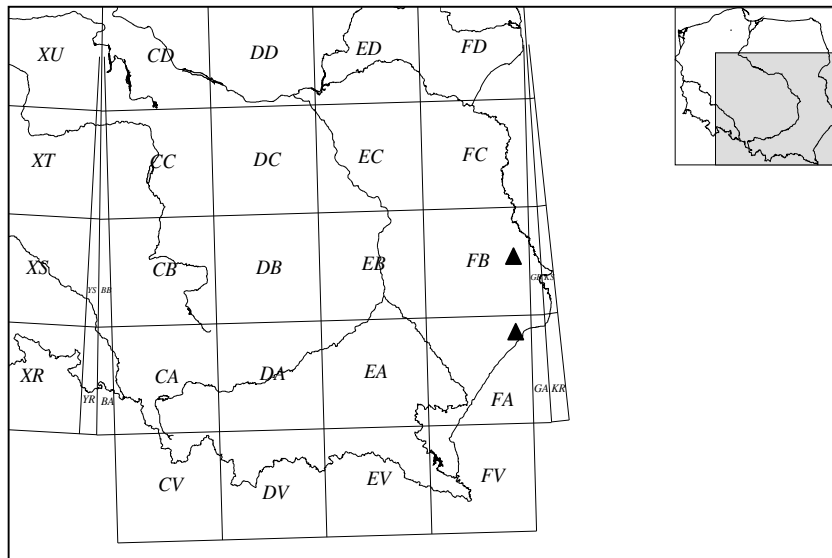 XU CD DD ED FD
XT CC DC EC FC
XS YS BB CB DB EB FB GB KS
XR YR BA CA DA EA FA GA KR
CV DV EV FV